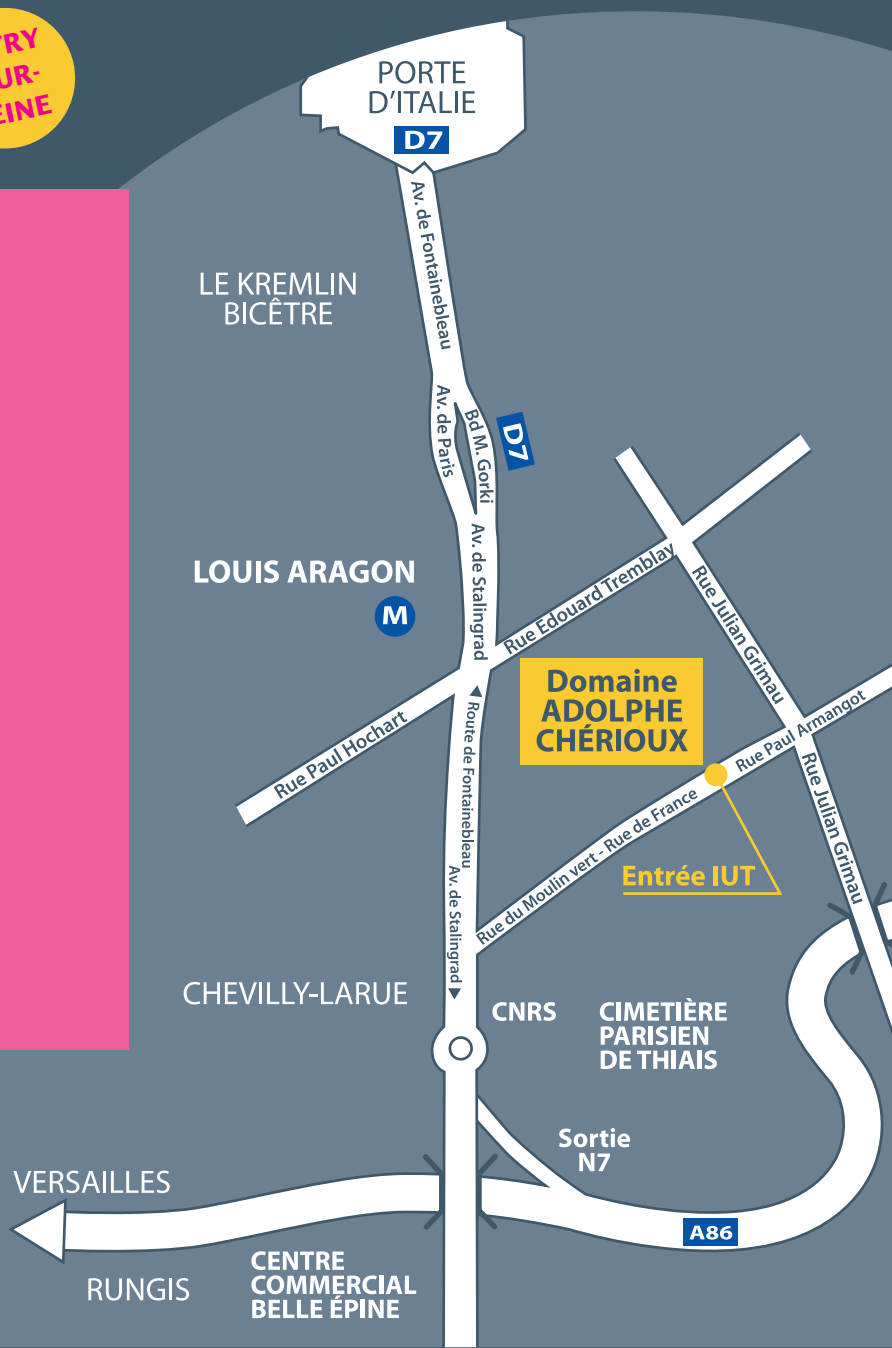 PORTE
D'ITALIE
D7
Av. de Fontainebleau
LE KREMLIN
BICÊTRE
Av. de Paris
Bd M. Gorki
D7
LOUIS ARAGON
M
Av. de Stalingrad
Rue Edouard Tremblay
Rue Julian Grimau
Rue Paul Hochart
Domaine
ADOLPHE
CHÉRIOUX
Route de Fontainebleau
Rue Paul Armangot
Rue Julian Grimau
Rue du Moulin vert - Rue de France
Entrée IUT
Av. de Stalingrad
CHEVILLY-LARUE
CNRS
CIMETIÈRE
PARISIEN
DE THIAIS
Sortie
N7
VERSAILLES
A86
RUNGIS
CENTRE
COMMERCIAL
BELLE ÉPINE